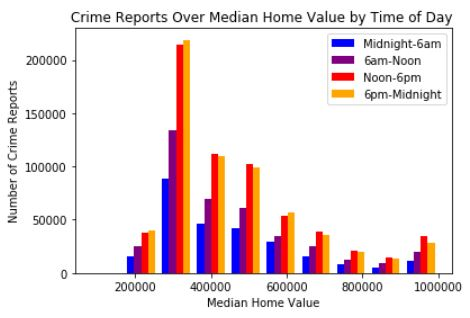 Crime Reports Over Median Home Value by Time of Day
Midnight-6am
6am-Noon
Noon-6pm
6pm-Midnight
Number of Crime Reports
200000
150000
100000
50000
0
200000 400000 600000 800000 1000000
Median Home Value